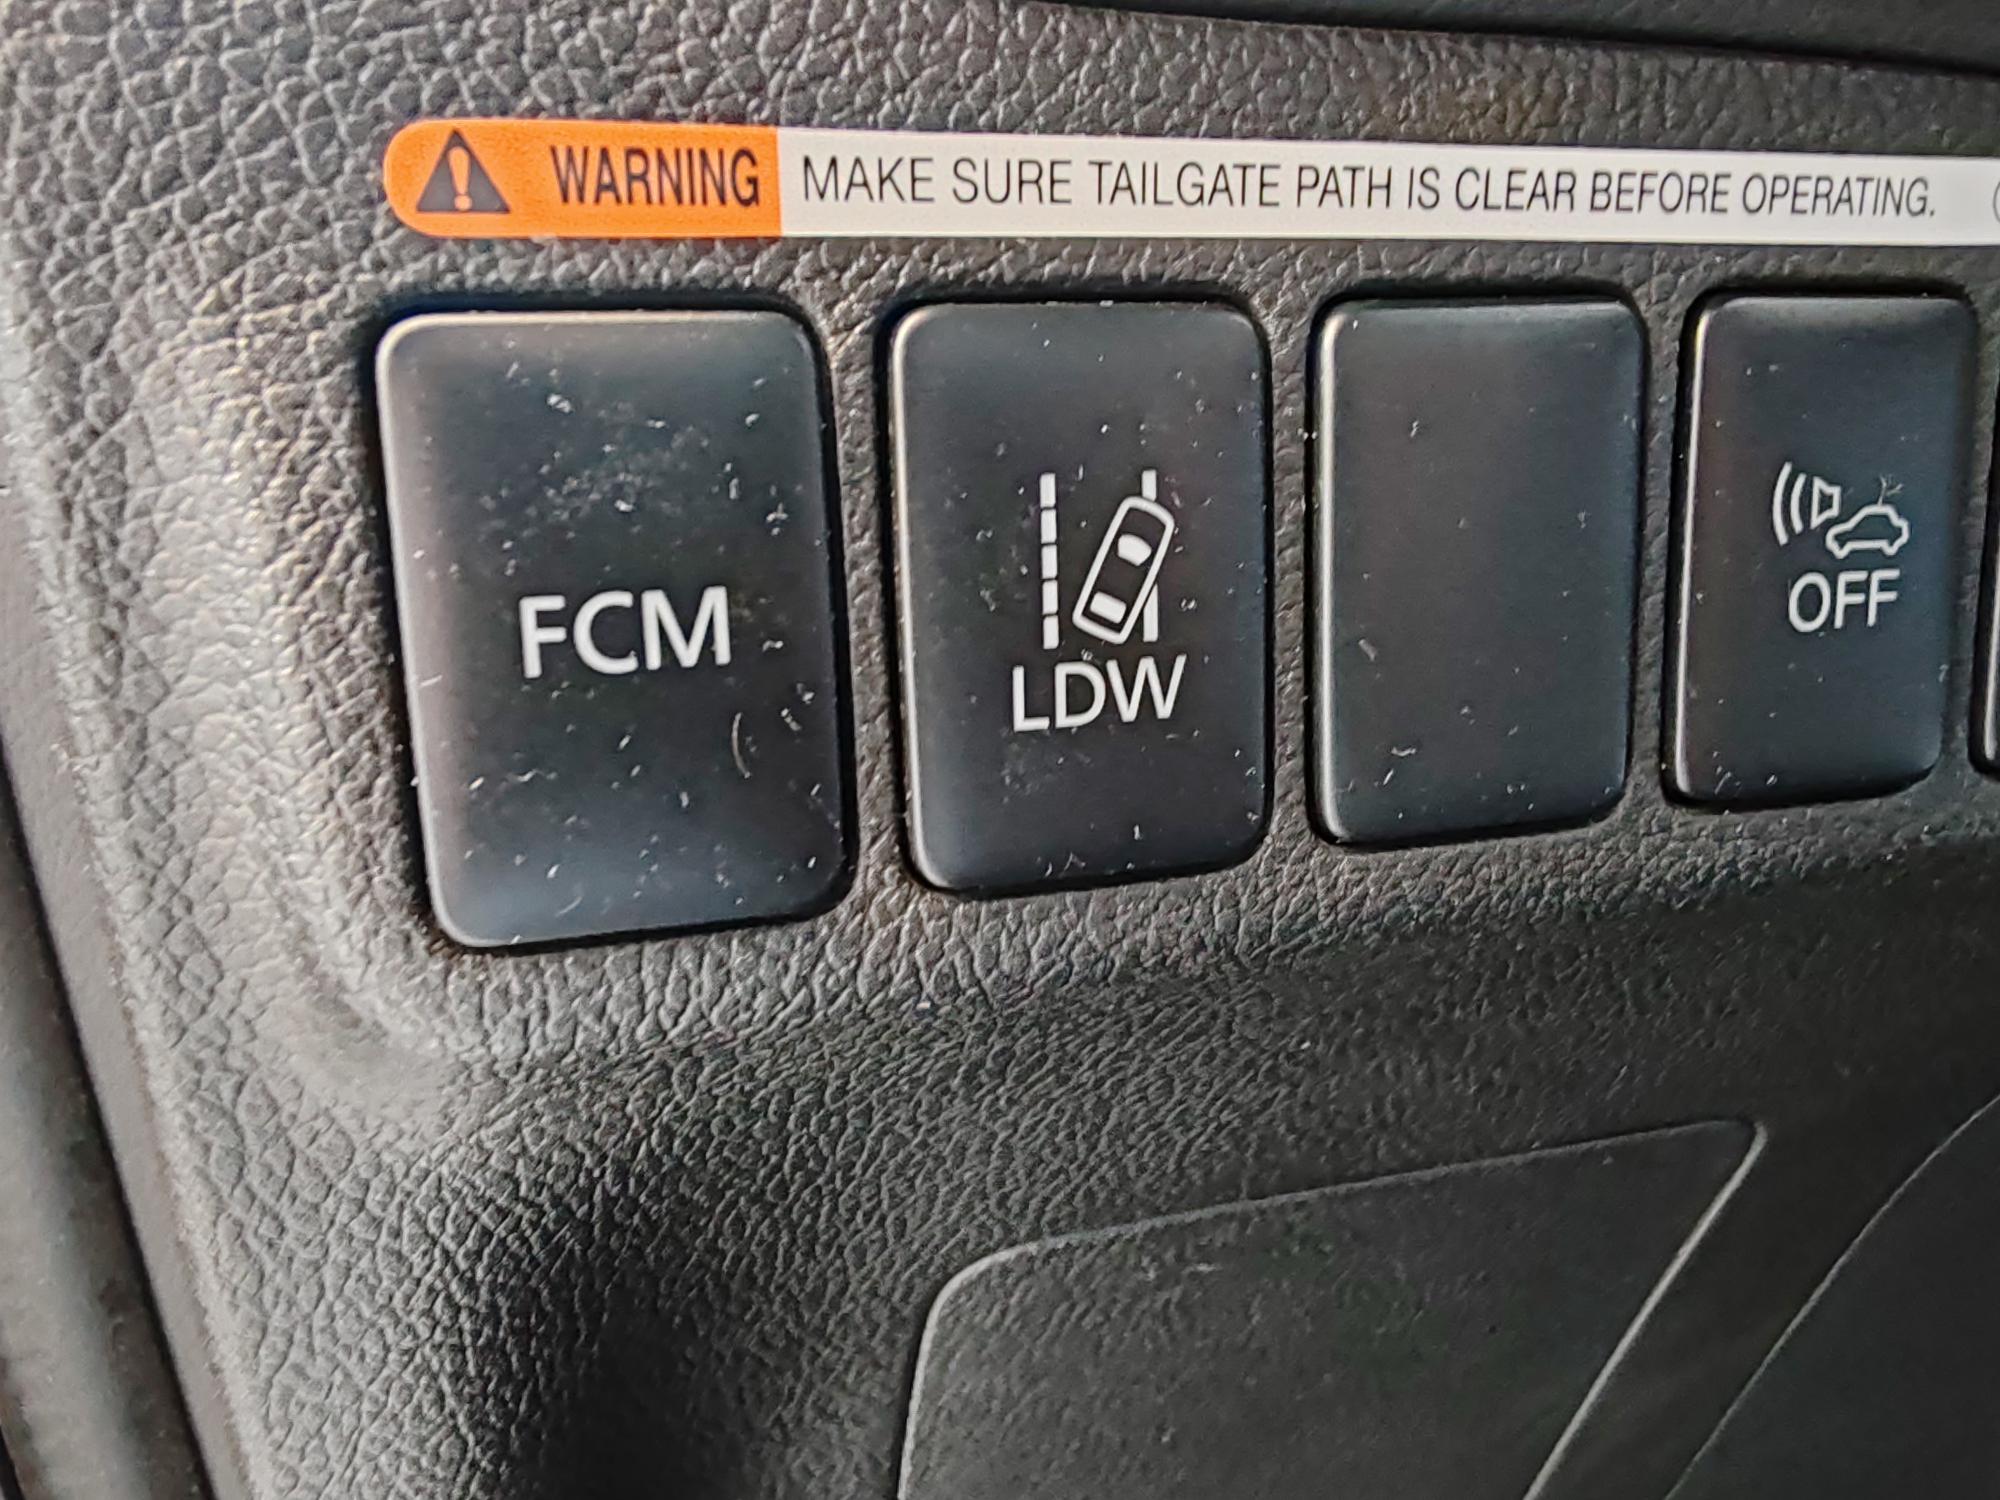 WARNING MAKE SURE TAILGATE PATH IS CLEAR BEFORE OPERATING.
FCM
LDW
OFF